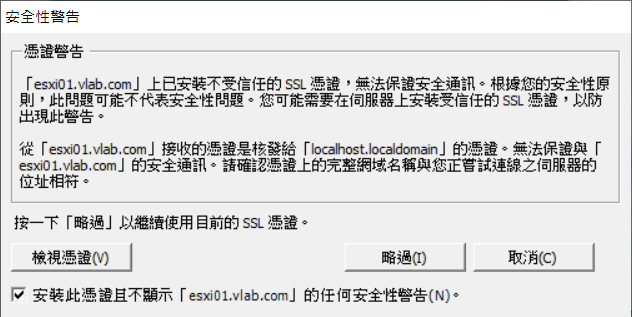 安全性警告
憑證警告
「esxi01.vlab.com」上已安裝不受信任的 SSL 憑證，無法保證安全通訊。根據您的安全性原
則，此問題可能不代表安全性問題。您可能需要在伺服器上安裝受信任的 SSL 憑證，以防
出現此警告。
從「esxi01.vlab.com」接收的憑證是核發給「localhost.localdomain」的憑證。無法保證與「
esxi01.vlab.com」的安全通訊。請確認憑證上的完整網域名稱與您正嘗試連線之伺服器的
位址相符。
按一下「略過」以繼續使用目前的 SSL 憑證。
檢視憑證(V) 略過(I) 取消(C)
安裝此憑證且不顯示「esxi01.vlab.com」的任何安全性警告(N)。